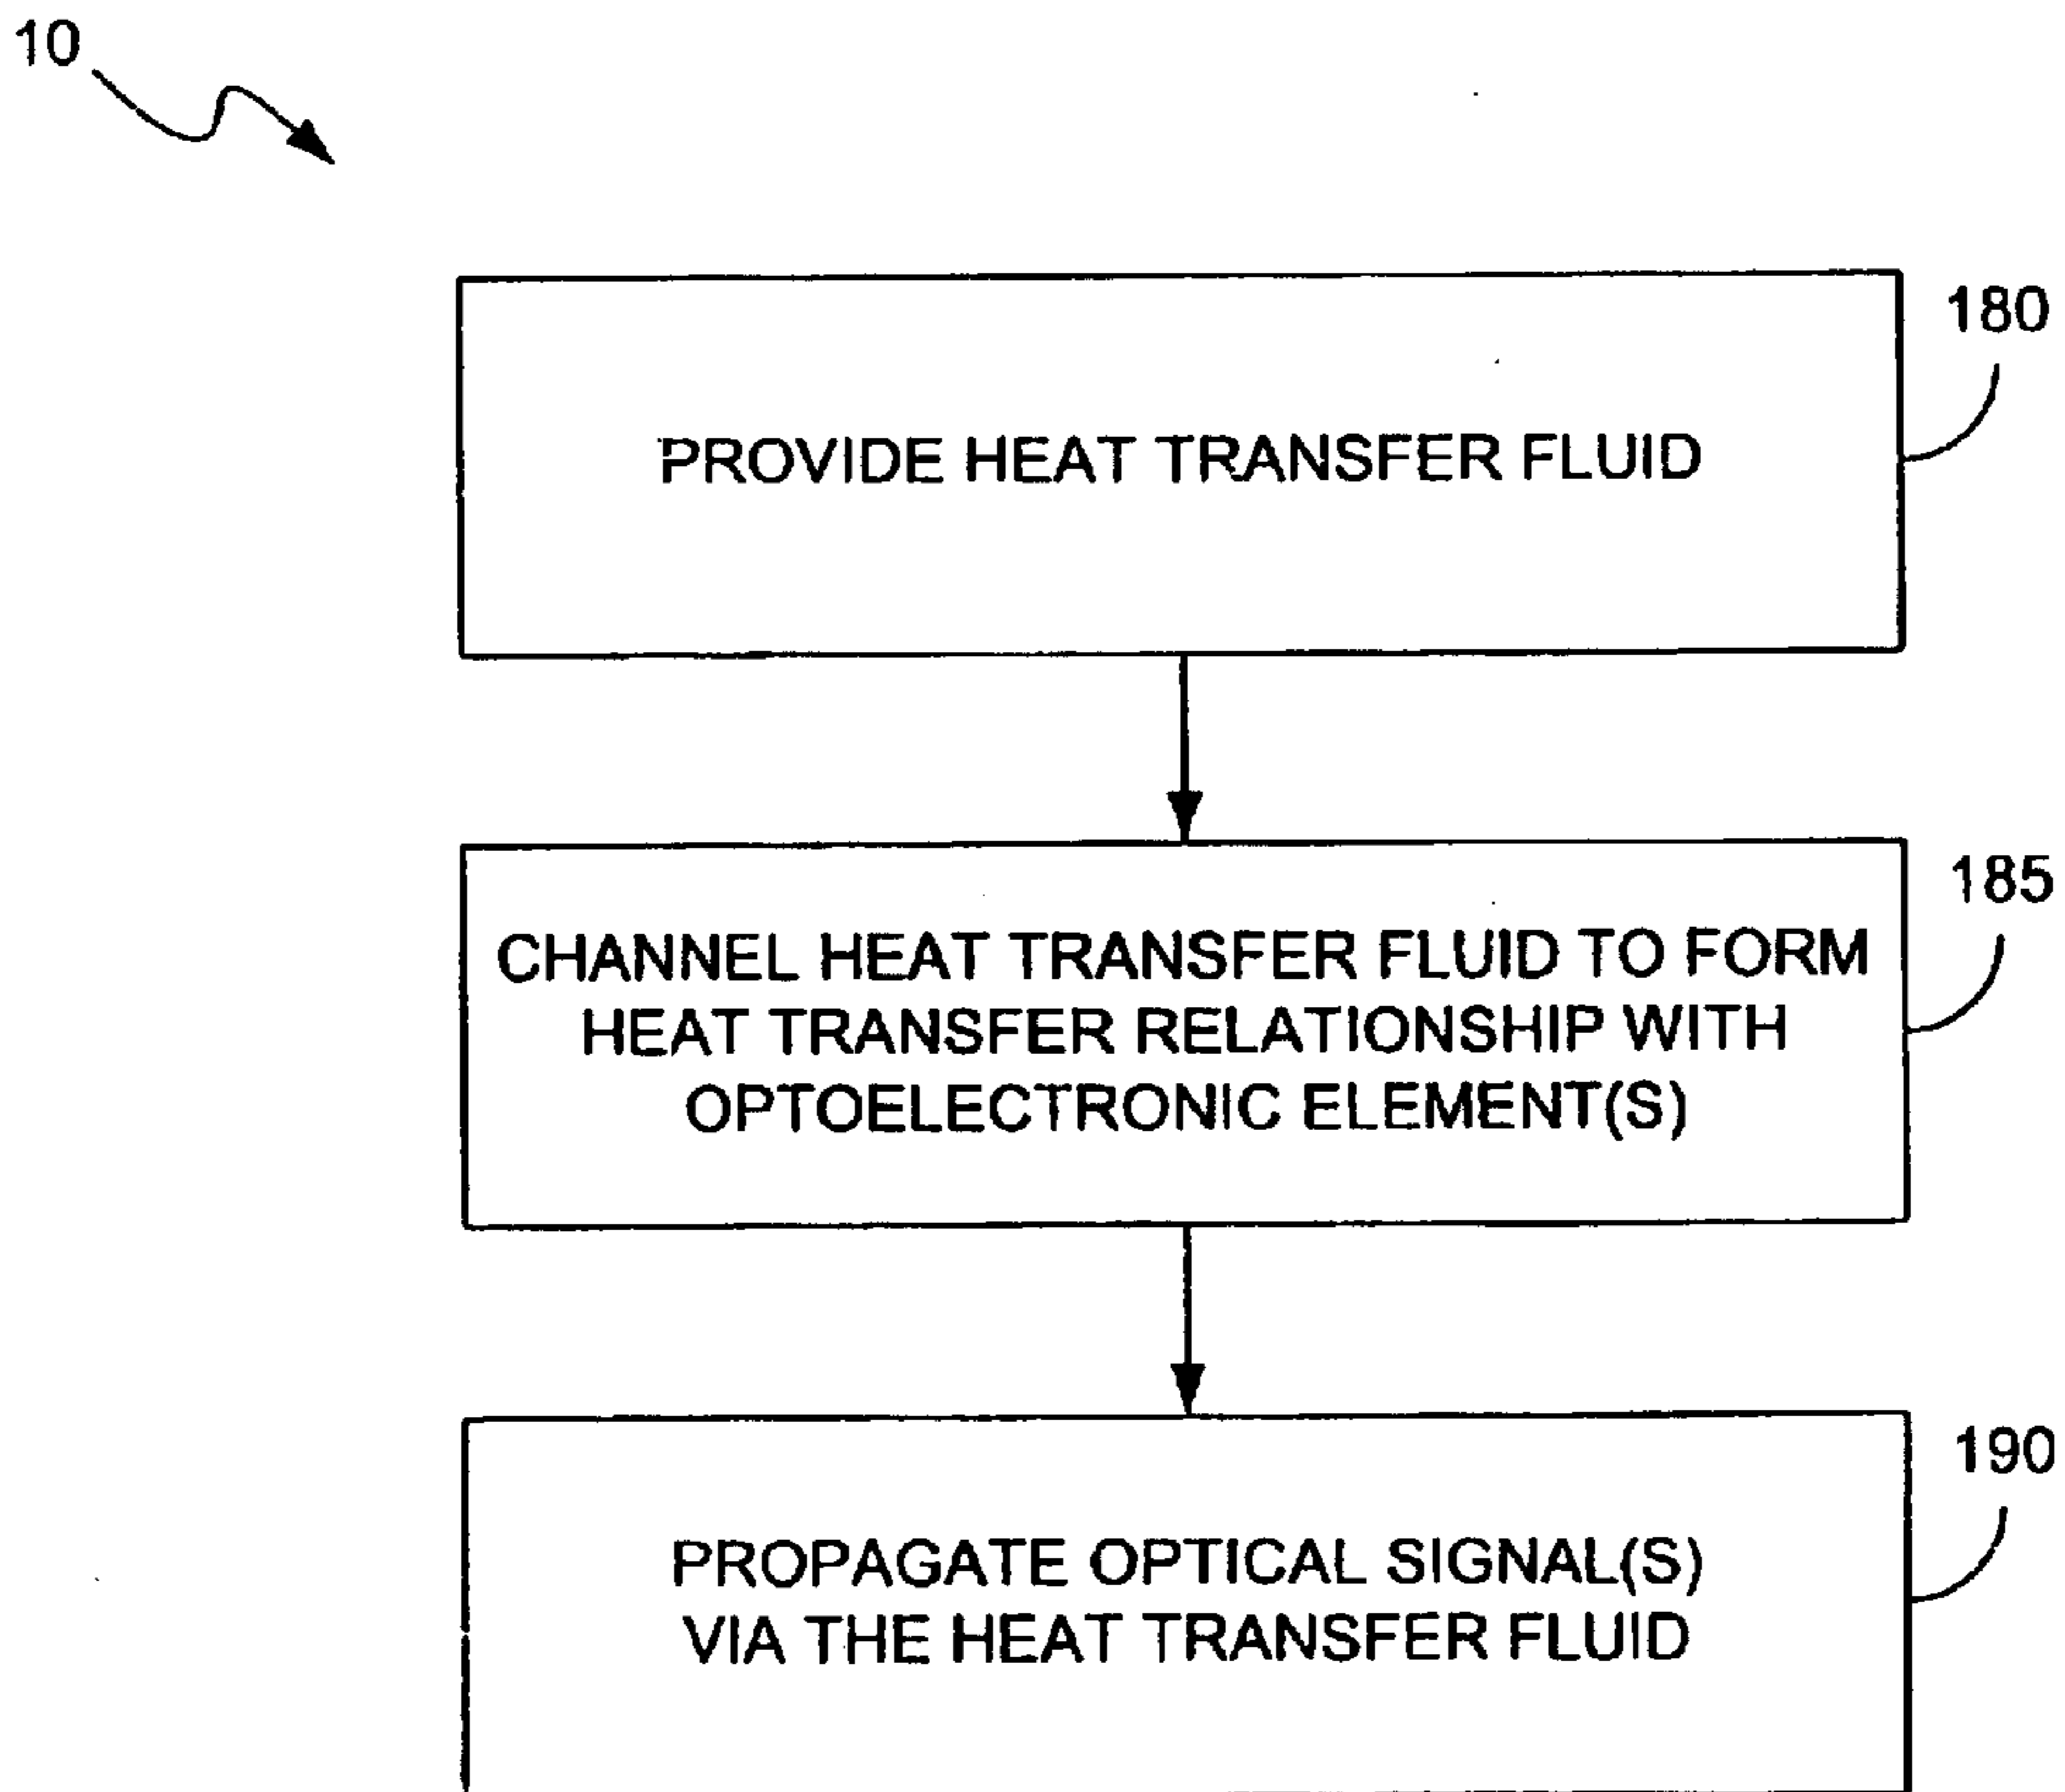 10
180
PROVIDE HEAT TRANSFER FLUID
185
CHANNEL HEAT TRANSFER FLUID TO FORM
HEAT TRANSFER RELATIONSHIP WITH
OPTOELECTRONIC ELEMENT(S)
190
PROPAGATE OPTICAL SIGNAL(S)
VIA THE HEAT TRANSFER FLUID